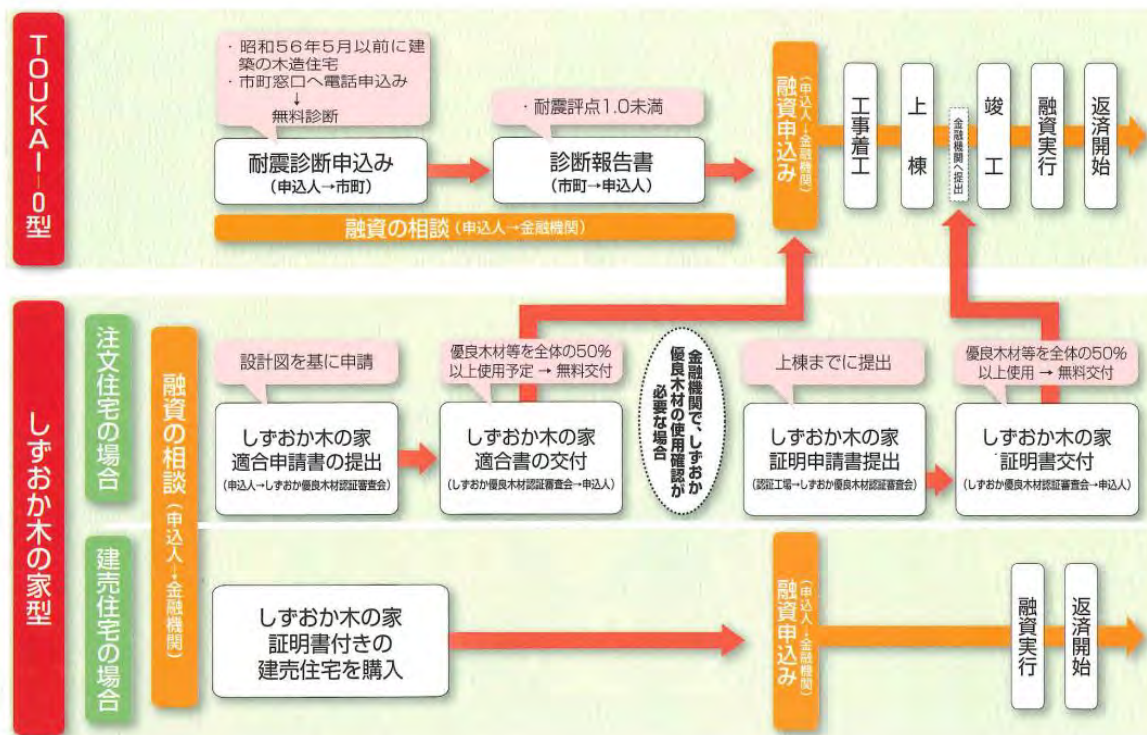 TOUKAI-0型
・昭和56年5月以前に建
築の木造住宅
・市町窓口へ電話申込み
↓
無料診断
耐震診断申込み
(申込人→市町)
・耐震評点1.0未満
診断報告書
(市町→申込人)
融資の相談(申込人→金融機関)
融資申込み
(申込人→金融機関)
工事着工
上棟
金融機関へ提出
竣工
融資実行
返済開始
しずおか木の家型
注文住宅の場合
融資の相談(申込人→金融機関)
設計図を基に申請
しずおか木の家
適合申請書の提出
(申込人→しずおか優良木材認証審査会)
優良木材等を全体の50%
以上使用予定 → 無料交付
しずおか木の家
適合書の交付
(しずおか優良木材認証審査会→申込人)
金融機関で、しずおか
優良木材の使用確認が
必要な場合
上棟までに提出
しずおか木の家
証明申請書提出
(認証工場→しずおか優良木材認証審査会)
優良木材等を全体の50%
以上使用 → 無料交付
しずおか木の家
証明書交付
(しずおか優良木材認証審査会→申込人)
建売住宅の場合
しずおか木の家
証明書付きの
建売住宅を購入
融資申込み
(申込人→金融機関)
融資実行
返済開始